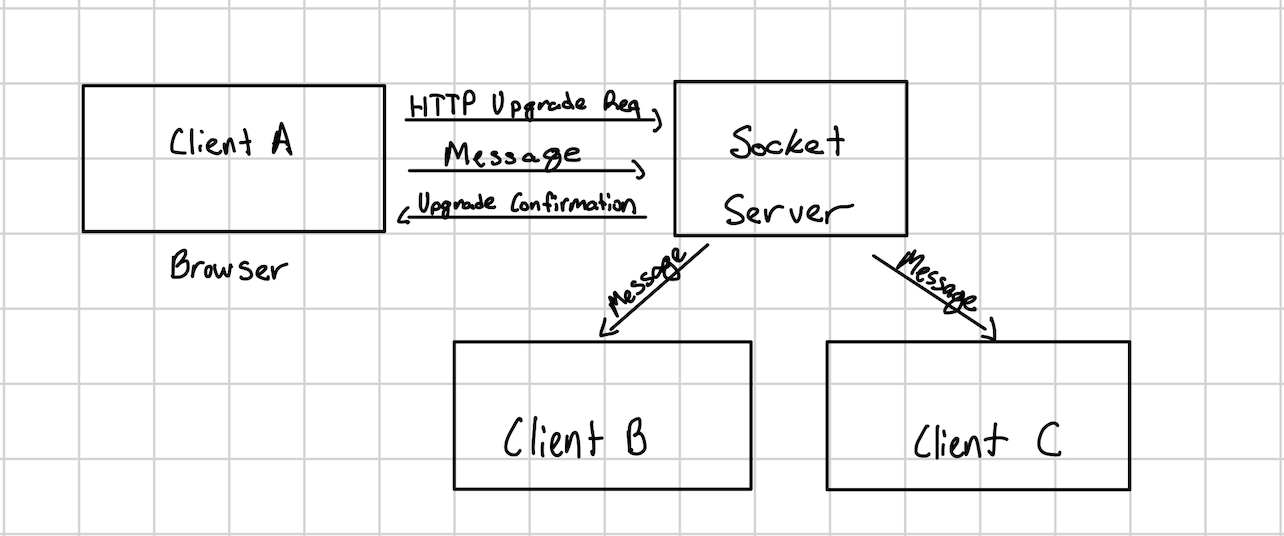 Client A
Browser
HTTP Upgrade Req
Message
Upgrade Confirmation
Socket
Server
Message
Message
Client B
Client C